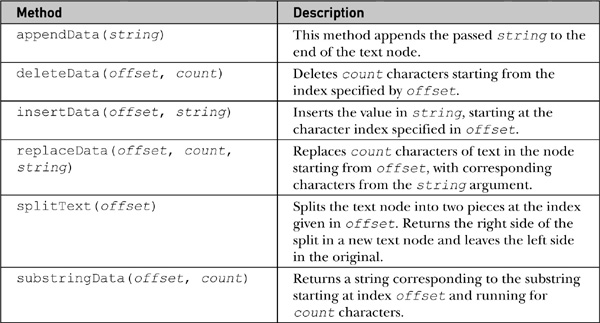 Method Description
appendData(string) This method appends the passed string to the
end of the text node.
deleteData(offset, count) Deletes count characters starting from the
index specified by offset.
insertData(offset, string) Inserts the value in string, starting at the
character index specified in offset.
replaceData(offset, count, Replaces count characters of text in the node
string) starting from offset, with corresponding
characters from the string argument.
splitText(offset) Splits the text node into two pieces at the index
given in offset. Returns the right side of the
split in a new text node and leaves the left side
in the original.
substringData(offset, count) Returns a string corresponding to the substring
starting at index offset and running for
count characters.